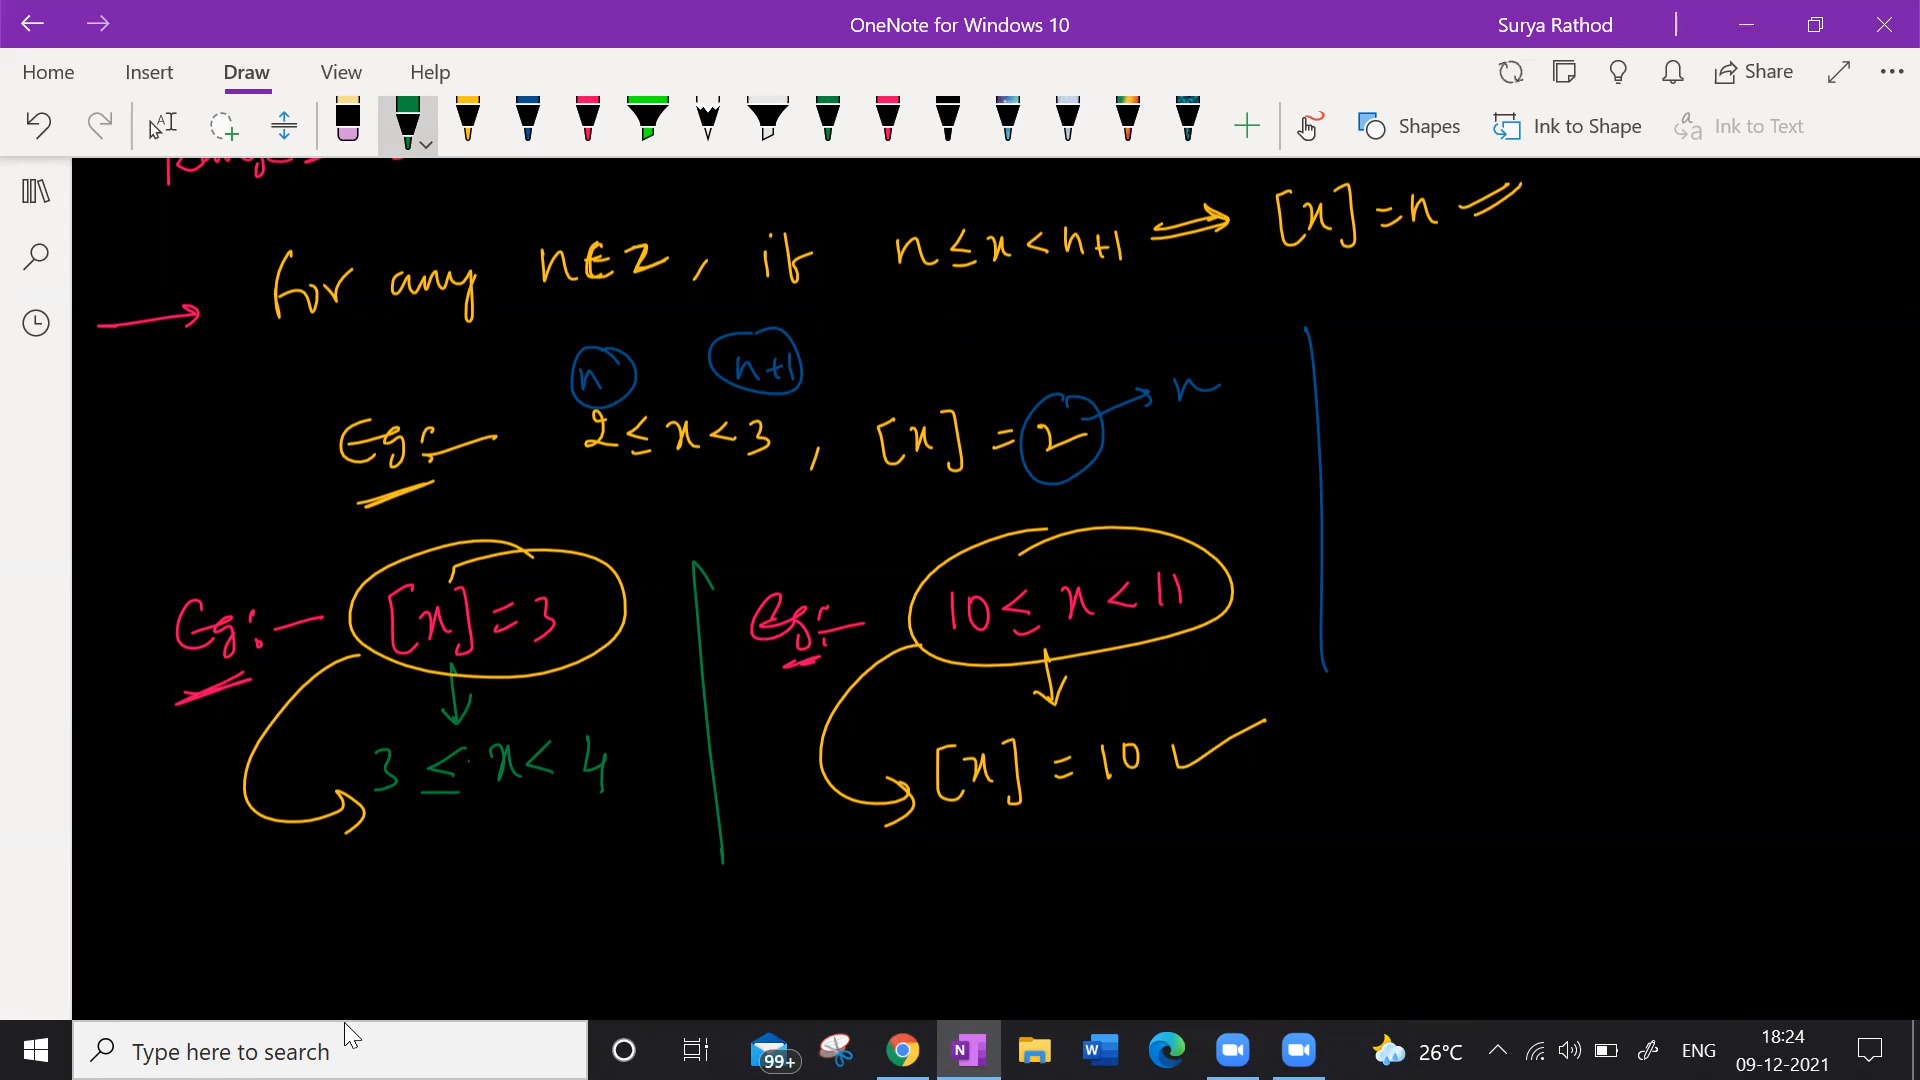 OneNote for Windows 10
Surya Rathod
Home Insert Draw View Help
Share
Shapes Ink to Shape Ink to Text
for any n∈Z, if n ≤ x < n+1 ⟹ [x] = n
n n+1
Eg:- 2 ≤ x < 3, [x] = 2 → n
Eg:- [x] = 3
3 ≤ x < 4
Eg:- 10 ≤ x < 11
[x] = 10 ✓
Type here to search
99+
26°C
ENG
18:24
09-12-2021